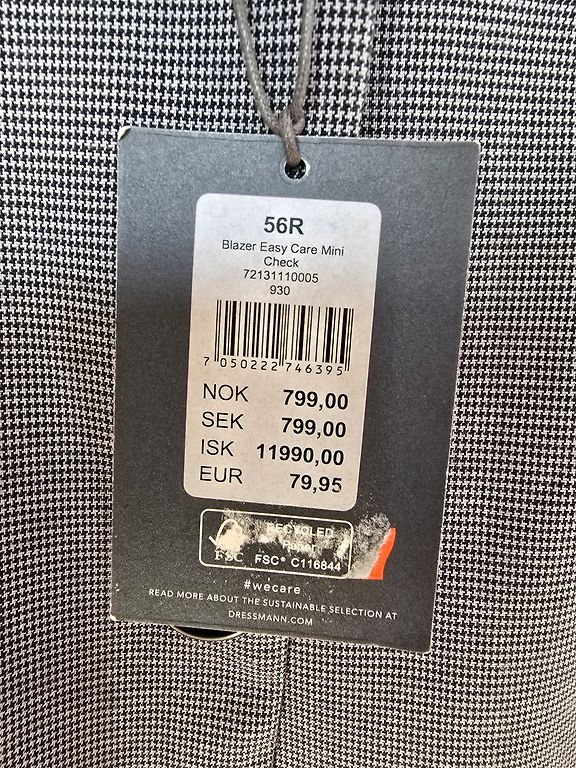 56R
Blazer Easy Care Mini
Check
72131110005
930
7 050222 746395
NOK 799,00
SEK 799,00
ISK 11990,00
EUR 79,95
RECYCLED
FSC
FSC® C116844
#wecare
READ MORE ABOUT THE SUSTAINABLE SELECTION AT
DRESSMANN.COM